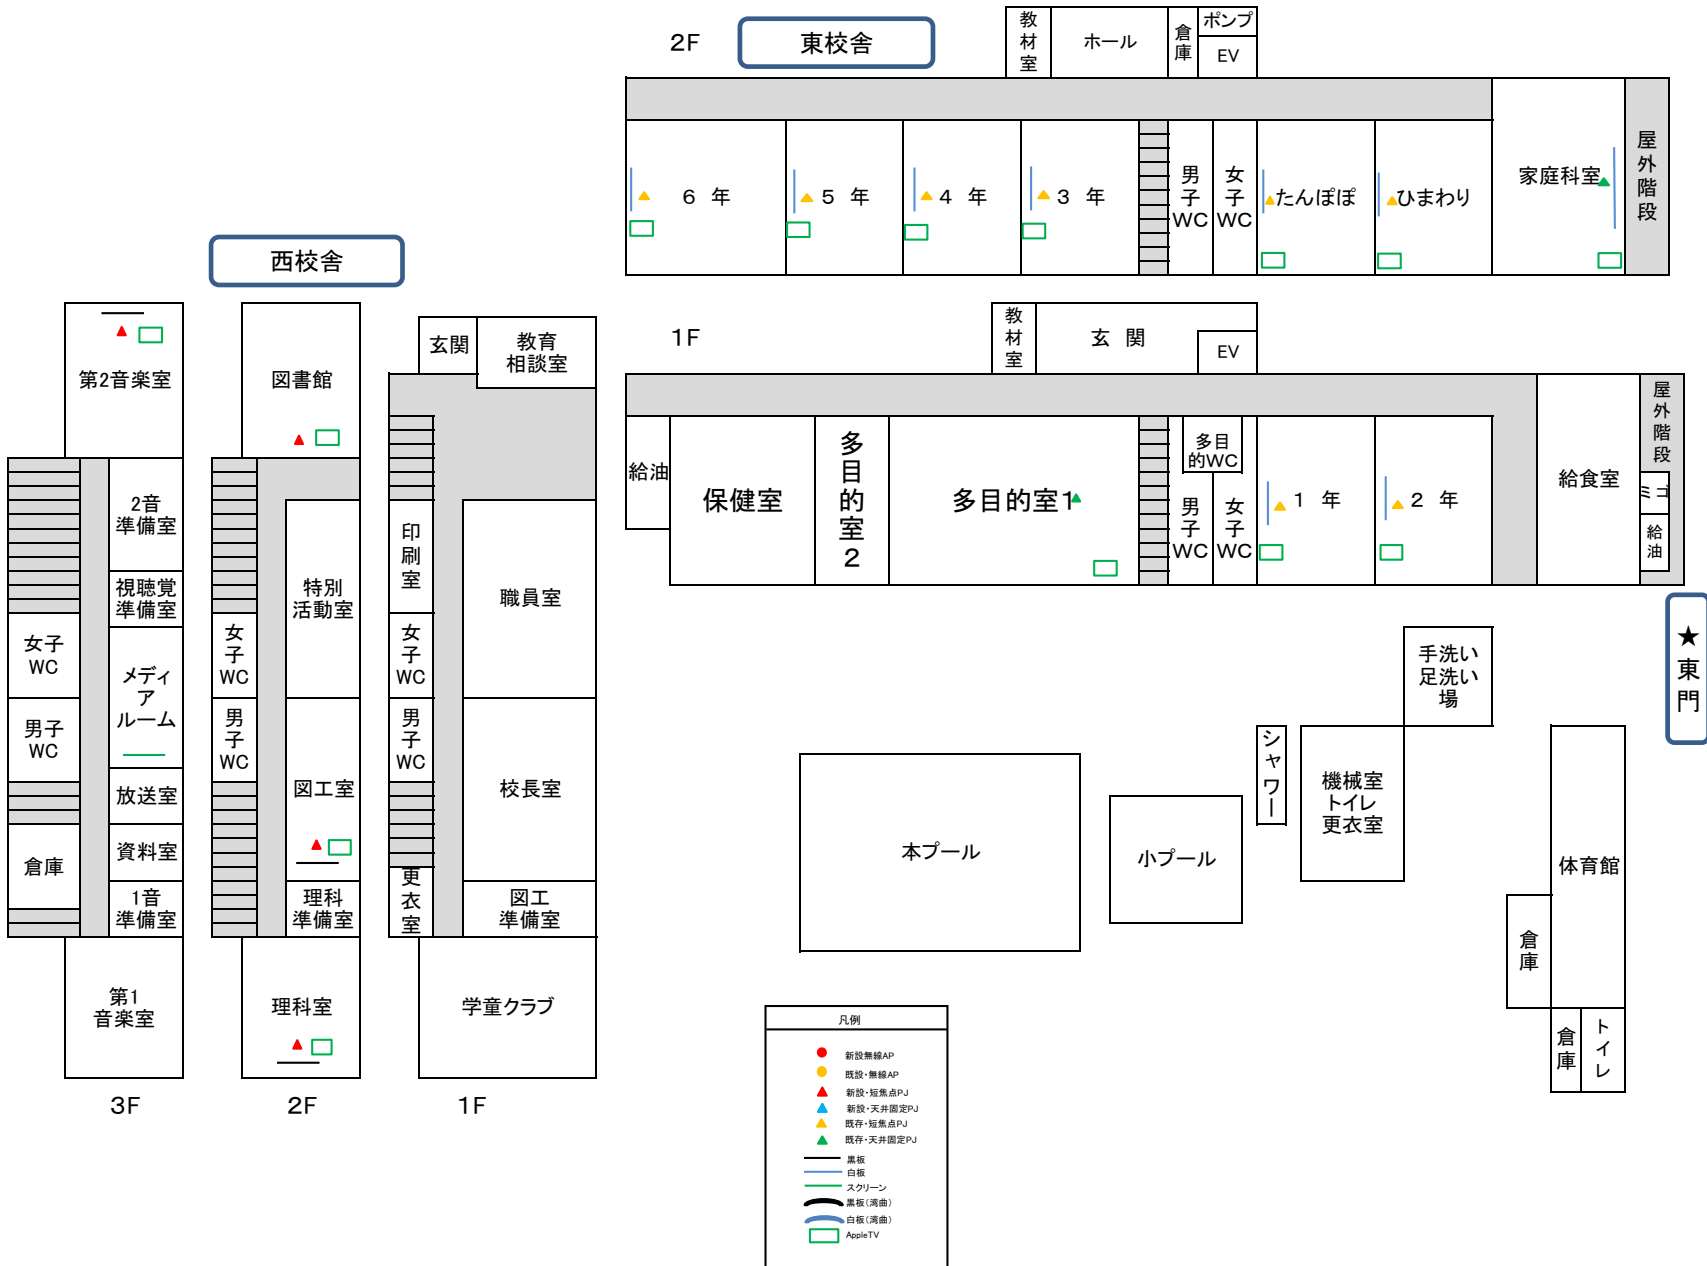 2F
東校舎
教材室
ホール
倉庫
ポンプ
EV
6 年
5 年
4 年
3 年
男子WC
女子WC
たんぽぽ
ひまわり
家庭科室
屋外階段
1F
教材室
玄 関
EV
給油
保健室
多目的室2
多目的室1
多目
的WC
男子WC
女子WC
1 年
2 年
給食室
屋外階段
ゴミ
給油
★東門
手洗い
足洗い
場
シャワー
機械室
トイレ
更衣室
本プール
小プール
体育館
倉庫
倉庫
トイレ
西校舎
第2音楽室
2音
準備室
視聴覚
準備室
女子
WC
メディ
ア
ルーム
男子
WC
放送室
資料室
倉庫
1音
準備室
第1
音楽室
3F
図書館
特別
活動室
女子WC
男子WC
図工室
理科
準備室
理科室
2F
玄関
教育
相談室
印刷室
職員室
女子WC
男子WC
校長室
更衣室
図工
準備室
学童クラブ
1F
凡例
新設無線AP
既設・無線AP
新設・短焦点PJ
新設・天井固定PJ
既存・短焦点PJ
既存・天井固定PJ
黒板
白板
スクリーン
黒板(湾曲)
白板(湾曲)
AppleTV